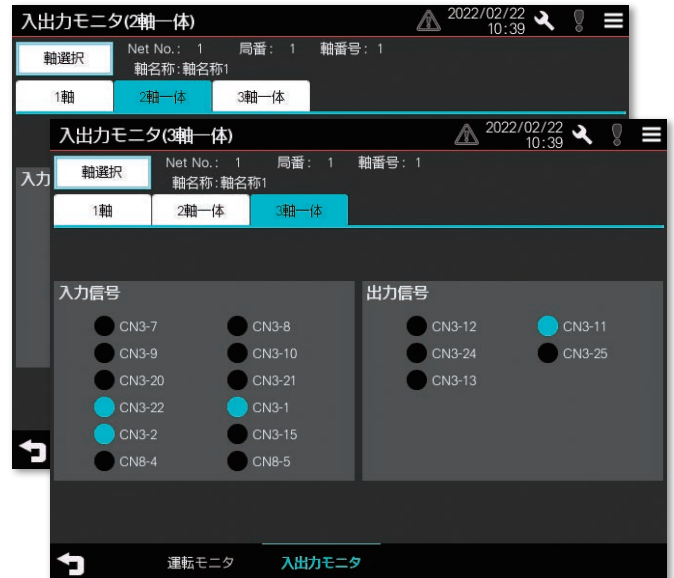 入出力モニタ(2軸一体)
2022/02/22
10:39
軸選択
Net No.: 1 局番: 1 軸番号: 1
軸名称:軸名称1
1軸 2軸一体 3軸一体
入力
入出力モニタ(3軸一体)
2022/02/22
10:39
軸選択
Net No.: 1 局番: 1 軸番号: 1
軸名称:軸名称1
1軸 2軸一体 3軸一体
入力信号
CN3-7 CN3-8
CN3-9 CN3-10
CN3-20 CN3-21
CN3-22 CN3-1
CN3-2 CN3-15
CN8-4 CN8-5
出力信号
CN3-12 CN3-11
CN3-24 CN3-25
CN3-13
運転モニタ 入出力モニタ